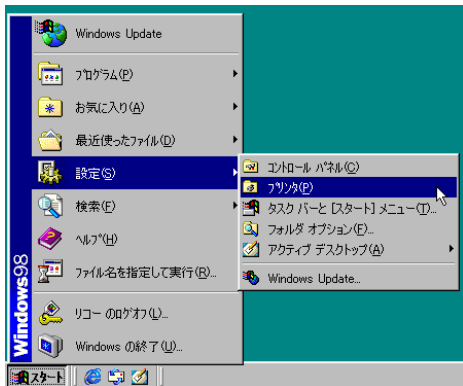 Windows Update
ﾌﾟﾛｸﾞﾗﾑ(P)
お気に入り(A)
最近使ったﾌｧｲﾙ(D)
設定(S)
検索(F)
ﾍﾙﾌﾟ(H)
ﾌｧｲﾙ名を指定して実行(R)...
リコー のﾛｸﾞｵﾌ(L)...
Windows の終了(U)...
Windows98
ｺﾝﾄﾛｰﾙ ﾊﾟﾈﾙ(C)
ﾌﾟﾘﾝﾀ(P)
タスク バーと [スタート] メニュー(T)...
フォルダ オプション(F)...
アクティブ デスクトップ(A)
Windows Update...
スタート